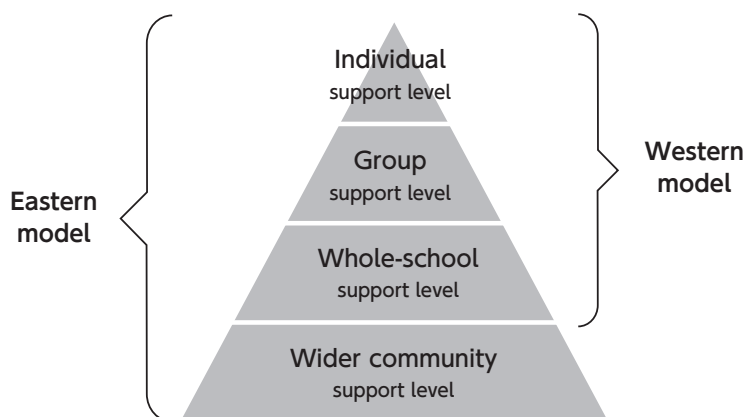 Individual
support level
Group
support level
Whole-school
support level
Wider community
support level
Eastern
model
Western
model